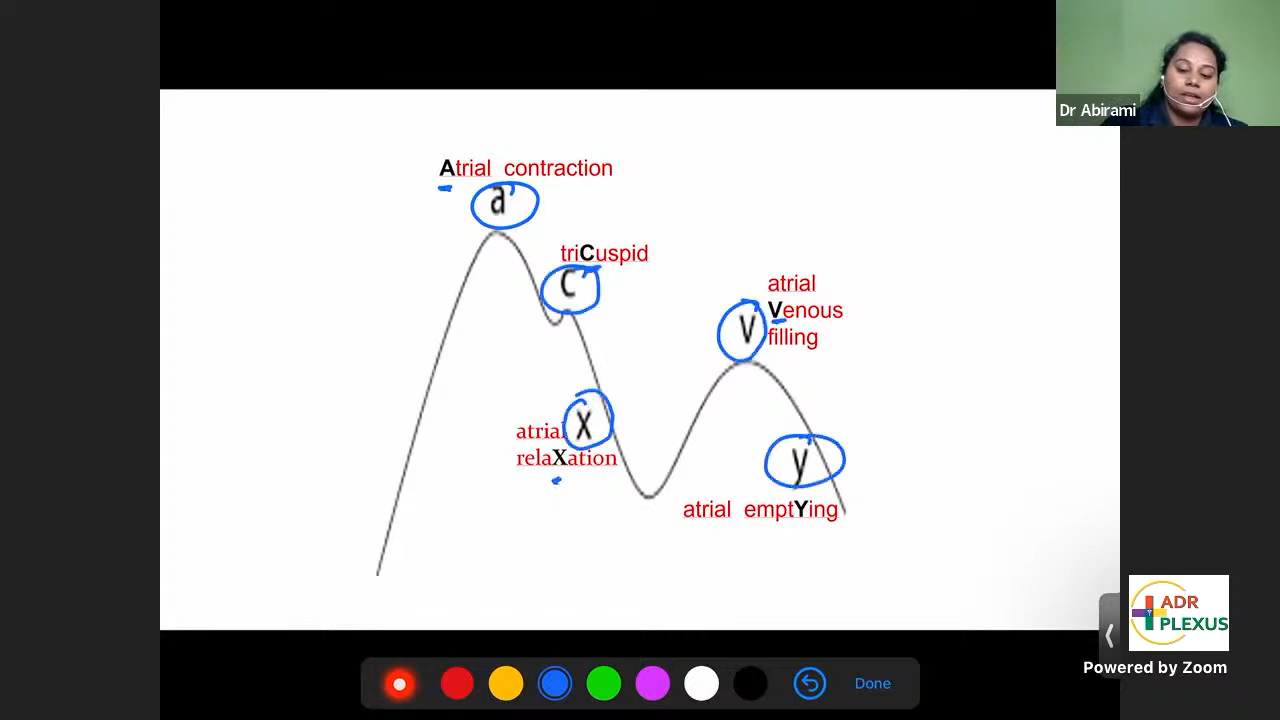 Dr Abirami
Atrial contraction
a
triCuspid
C
atrial
Venous
filling
V
atrial
relaXation
X
y
atrial emptYing
ADR
PLEXUS
Powered by Zoom
Done